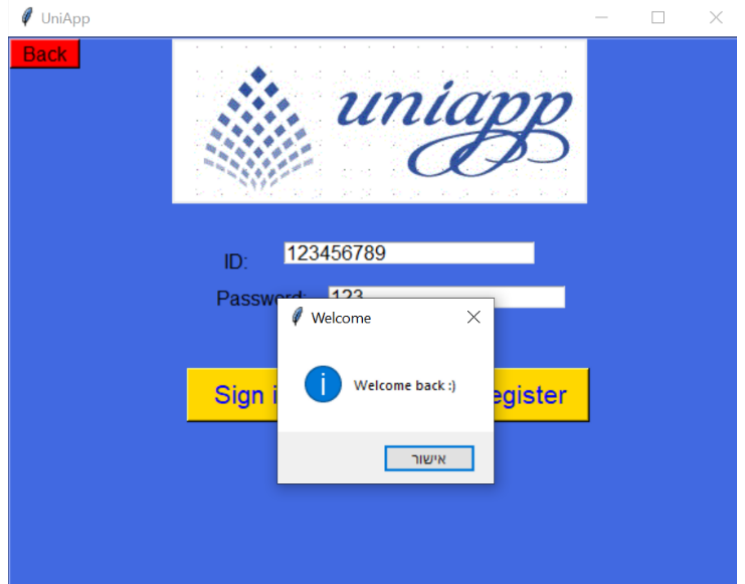 UniApp
Back
uniapp
ID: 123456789
Password: 123
Welcome
Welcome back :)
Sign i
egister
אישור